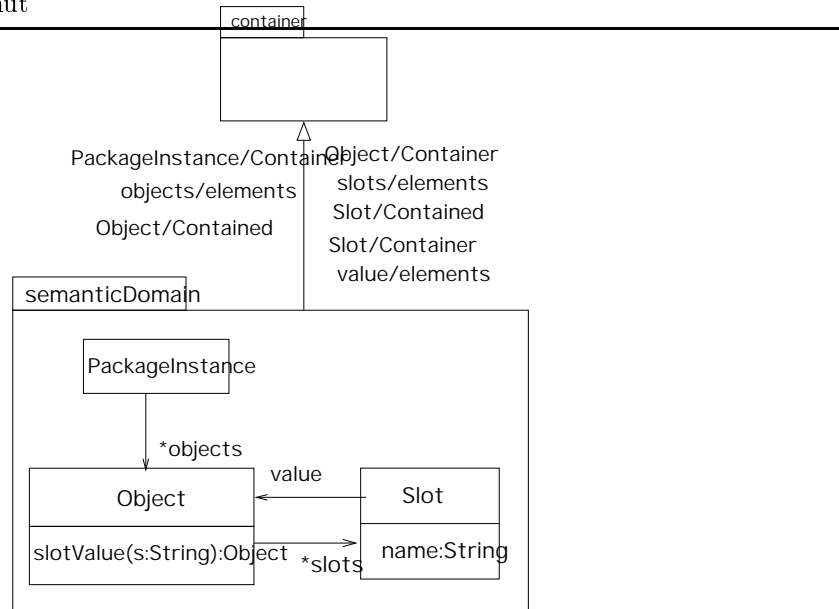 container
PackageInstance/Container
objects/elements
Object/Contained
Object/Container
slots/elements
Slot/Contained
Slot/Container
value/elements
semanticDomain
PackageInstance
*objects
value
Object
slotValue(s:String):Object
*slots
Slot
name:String